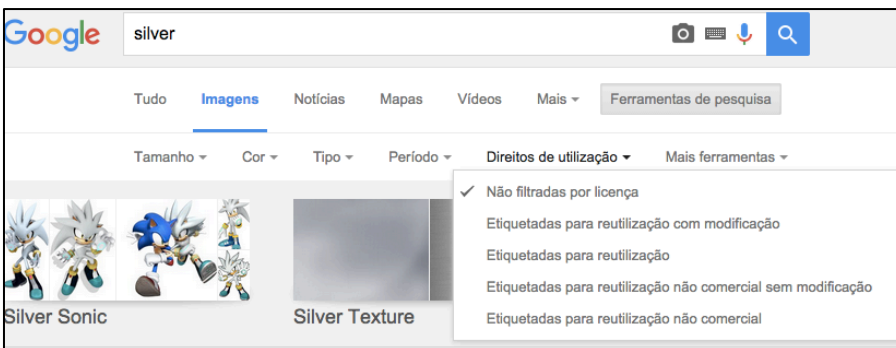 Google silver
Tudo Imagens Notícias Mapas Vídeos Mais Ferramentas de pesquisa
Tamanho Cor Tipo Período Direitos de utilização Mais ferramentas
Não filtradas por licença
Etiquetadas para reutilização com modificação
Etiquetadas para reutilização
Etiquetadas para reutilização não comercial sem modificação
Etiquetadas para reutilização não comercial
Silver Sonic Silver Texture